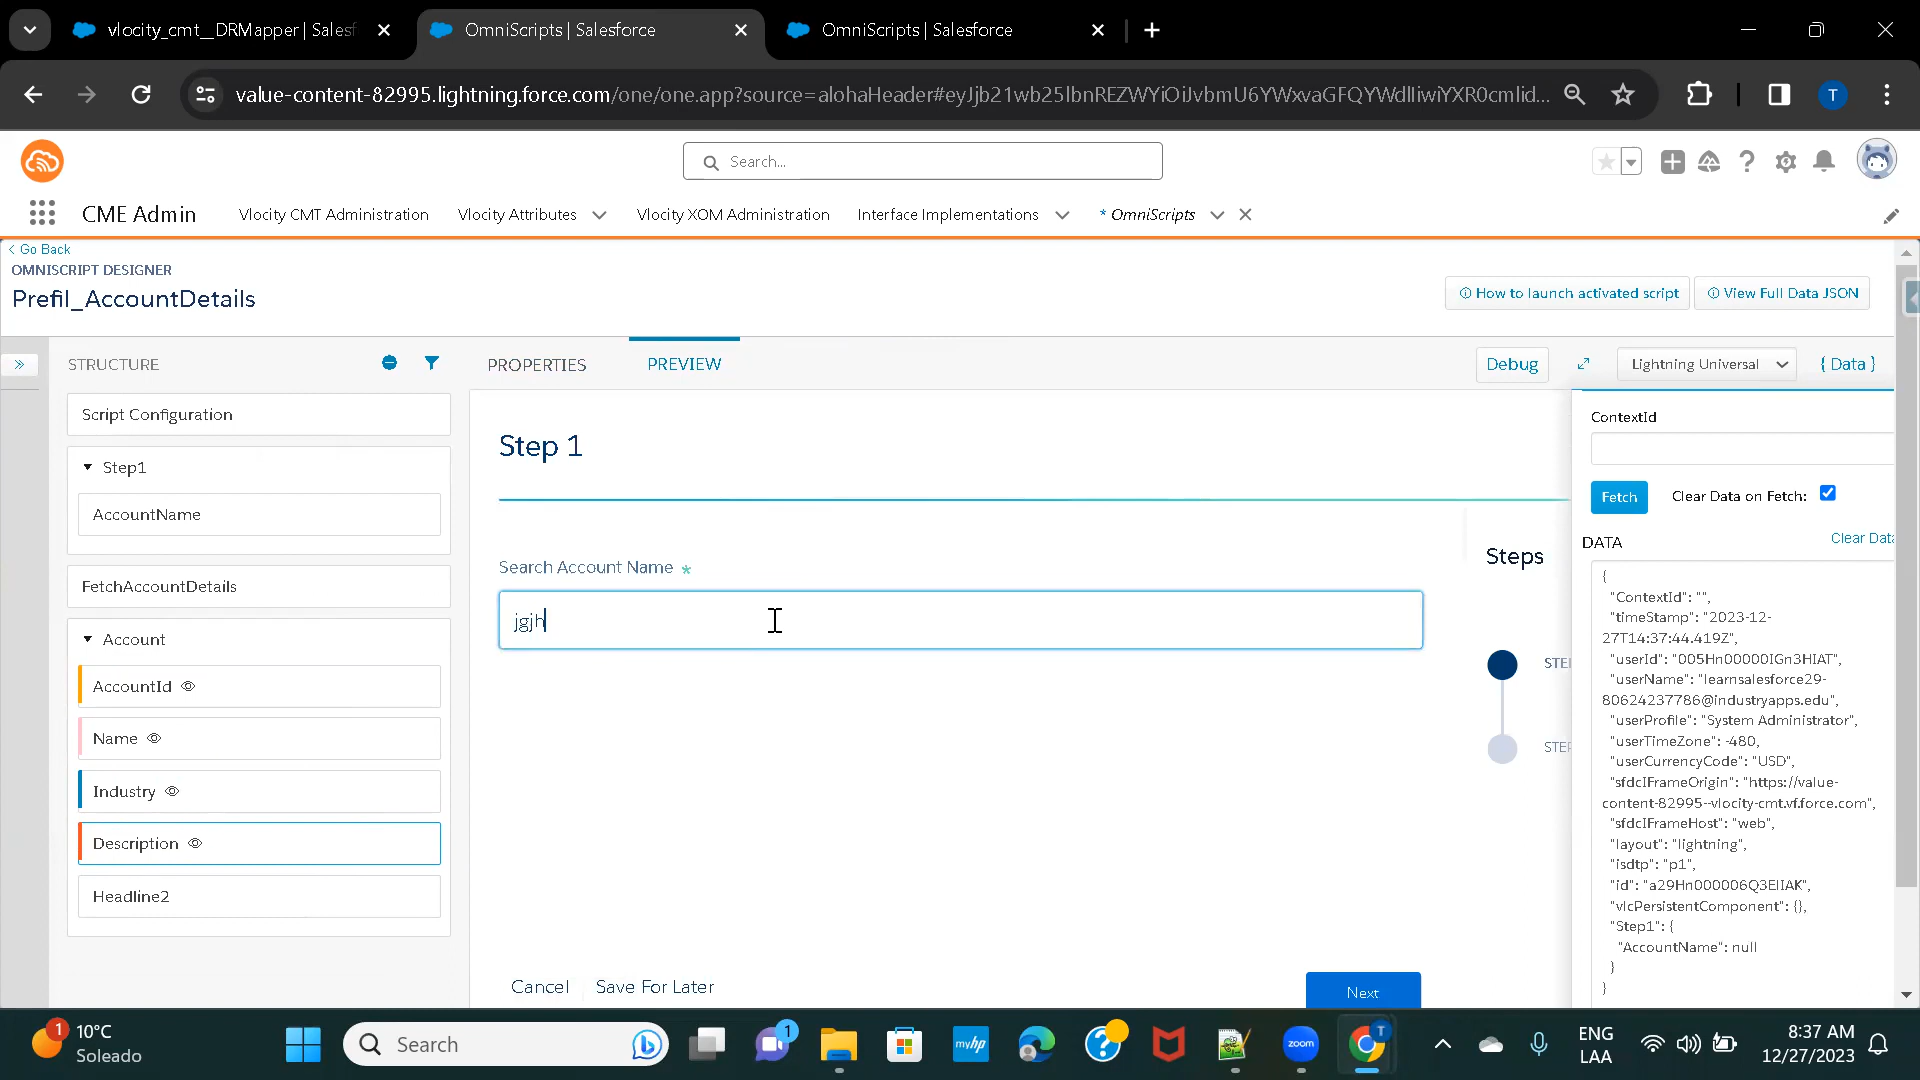 vlocity_cmt__DRMapper | Salesf
OmniScripts | Salesforce
OmniScripts | Salesforce
value-content-82995.lightning.force.com/one/one.app?source=alohaHeader#eyJjb21wb25lbnREZWYiOiJvbmU6YWxvaGFQYWdlIiwiYXR0cmlid...
T
Search...
CME Admin
Vlocity CMT Administration
Vlocity Attributes
Vlocity XOM Administration
Interface Implementations
* OmniScripts
< Go Back
OMNISCRIPT DESIGNER
Prefil_AccountDetails
How to launch activated script
View Full Data JSON
STRUCTURE
PROPERTIES
PREVIEW
Debug
Lightning Universal
{ Data }
Script Configuration
Step1
AccountName
FetchAccountDetails
Account
AccountId
Name
Industry
Description
Headline2
Step 1
Search Account Name *
jgjh
Cancel
Save For Later
Next
Steps
STE
STE
ContextId
Fetch
Clear Data on Fetch:
DATA
Clear Data
{
"ContextId": "",
"timeStamp": "2023-12-
27T14:37:44.419Z",
"userId": "005Hn00000IGn3HIAT",
"userName": "learnsalesforce29-
80624237786@industryapps.edu",
"userProfile": "System Administrator",
"userTimeZone": -480,
"userCurrencyCode": "USD",
"sfdcIFrameOrigin": "https://value-
content-82995--vlocity-cmt.vf.force.com",
"sfdcIFrameHost": "web",
"layout": "lightning",
"isdtp": "p1",
"id": "a29Hn000006Q3EIIAK",
"vlcPersistentComponent": {},
"Step1": {
"AccountName": null
}
}
1
10°C
Soleado
Search
1
myhp
zoom
T
ENG
LAA
8:37 AM
12/27/2023